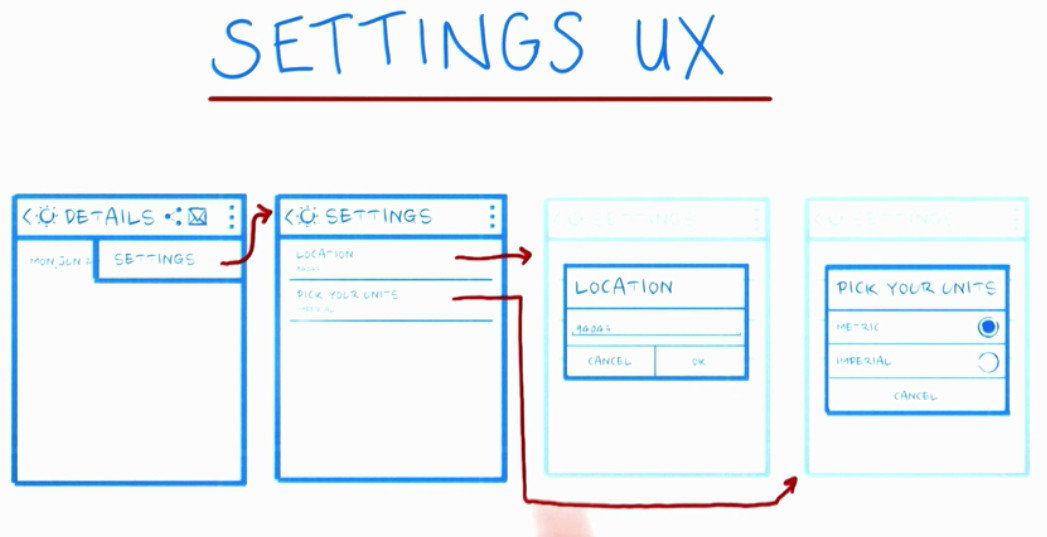 SETTINGS UX
< DETAILS
MON, JUN 2
SETTINGS
< SETTINGS
LOCATION
94043
PICK YOUR UNITS
IMPERIAL
SETTINGS
LOCATION
94043
CANCEL
OK
SETTINGS
PICK YOUR UNITS
METRIC
IMPERIAL
CANCEL